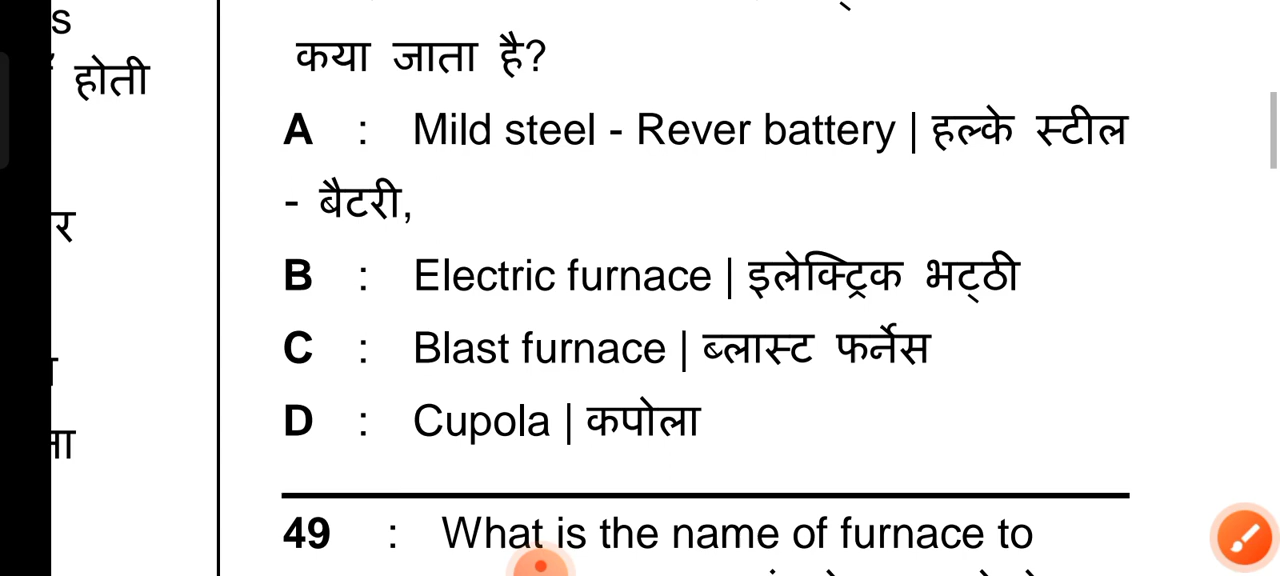 s
होती
र
ना
कया जाता है?
A : Mild steel - Rever battery | हल्के स्टील
- बैटरी,
B : Electric furnace | इलेक्ट्रिक भट्ठी
C : Blast furnace | ब्लास्ट फर्नेस
D : Cupola | कपोला
49 : What is the name of furnace to